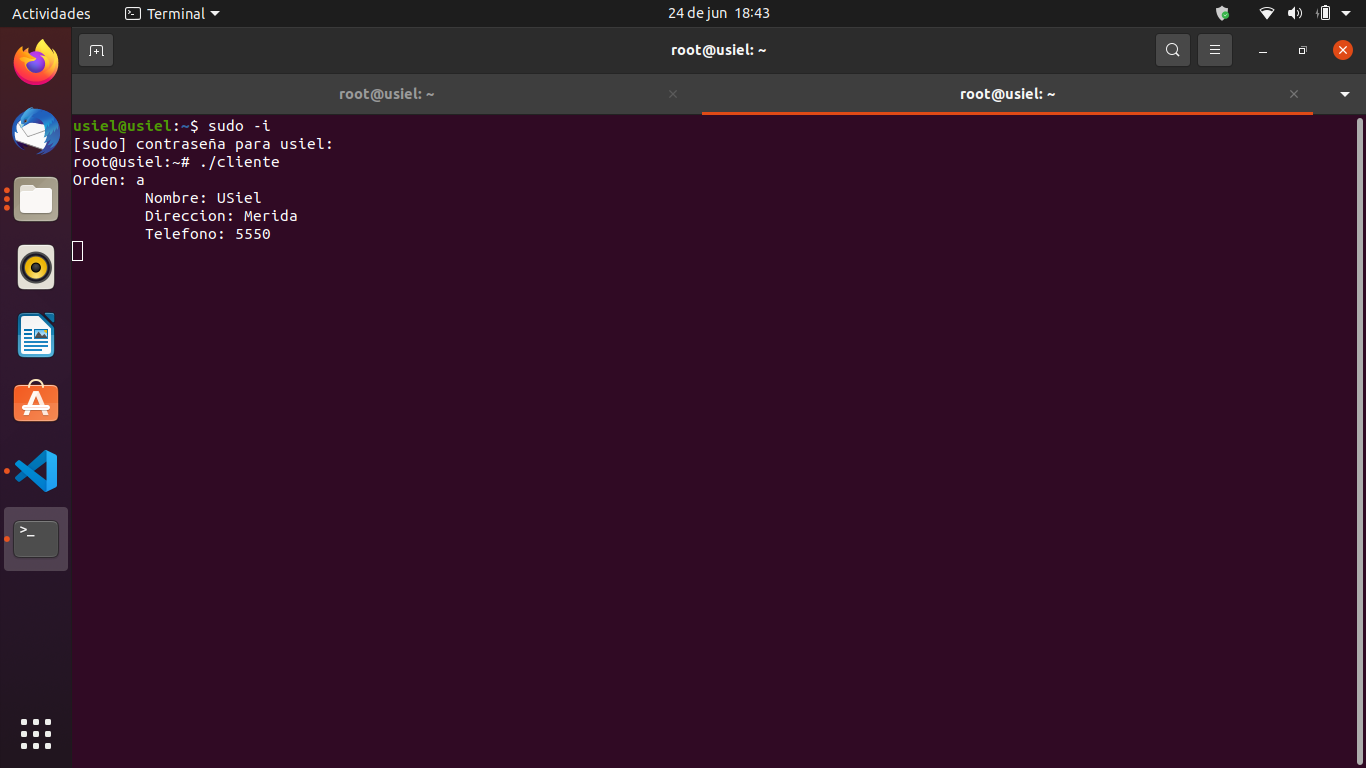 Actividades
Terminal
24 de jun 18:43
root@usiel: ~
root@usiel: ~
root@usiel: ~
usiel@usiel:~$ sudo -i
[sudo] contraseña para usiel:
root@usiel:~# ./cliente
Orden: a
Nombre: USiel
Direccion: Merida
Telefono: 5550